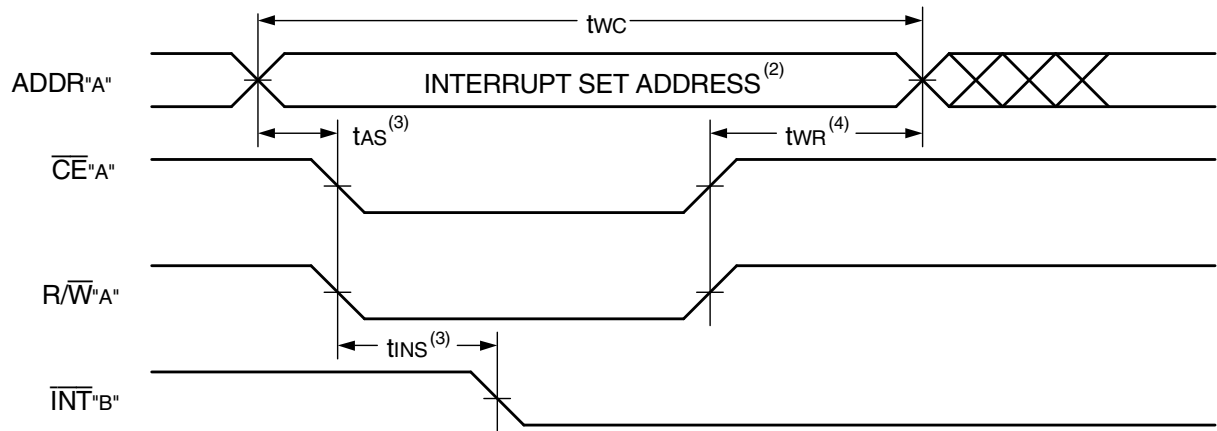 tWC
ADDR"A"
INTERRUPT SET ADDRESS(2)
tAS(3)
tWR(4)
CE"A"
R/W"A"
tINS(3)
INT"B"